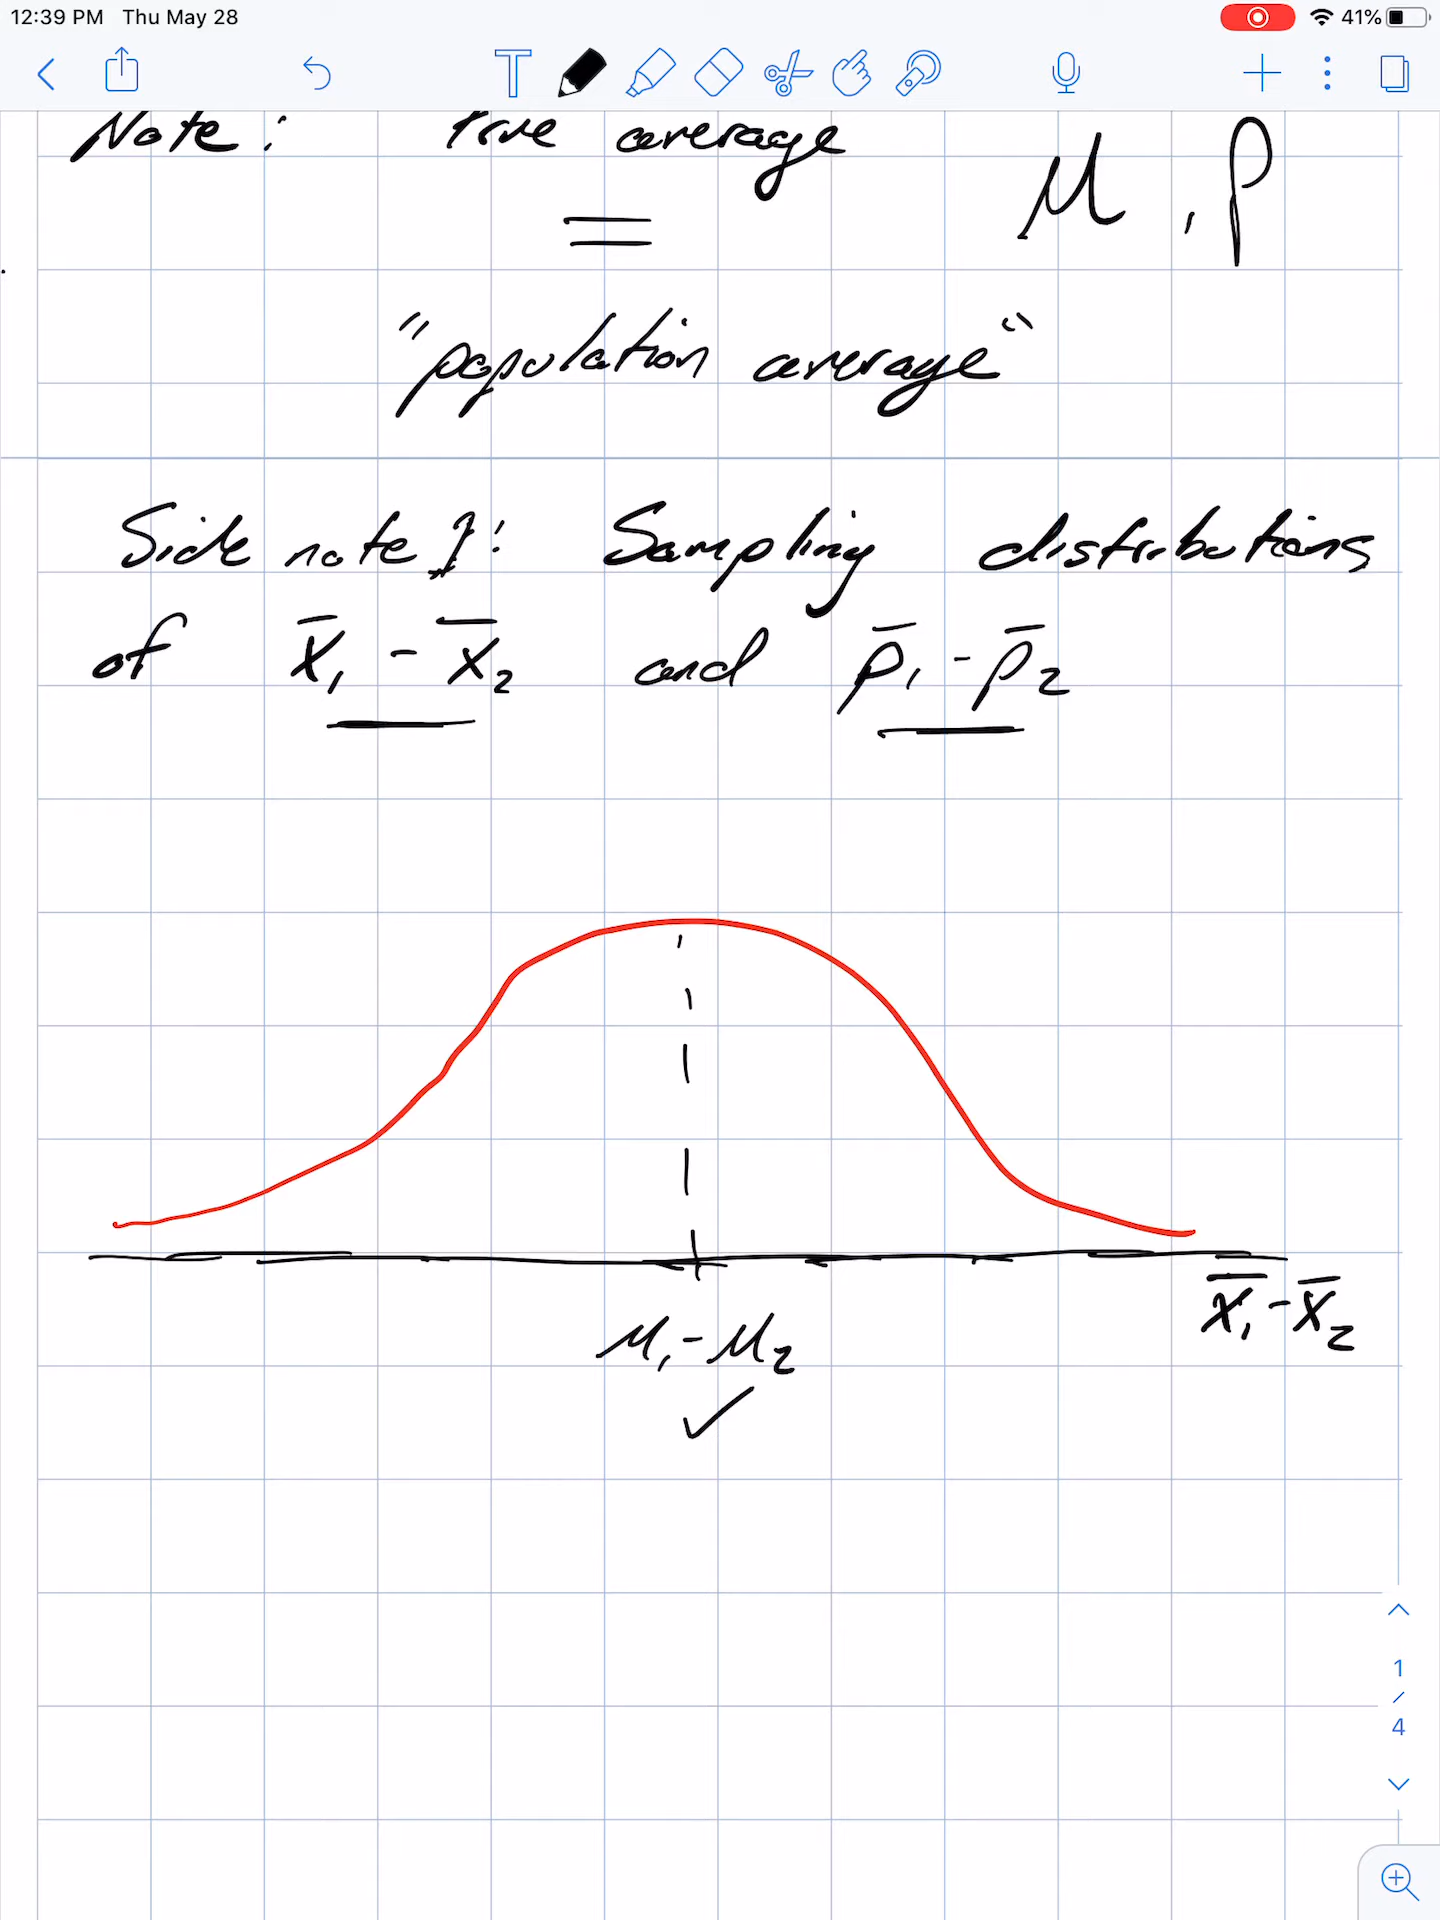 12:39 PM Thu May 28 41%
T
Note: true average μ, p
=
"population average"
Side note 1: Sampling distributions
of x̄₁ - x̄₂ and p̄₁ - p̄₂
x̄₁ - x̄₂
μ₁ - μ₂
✓
1
/
4